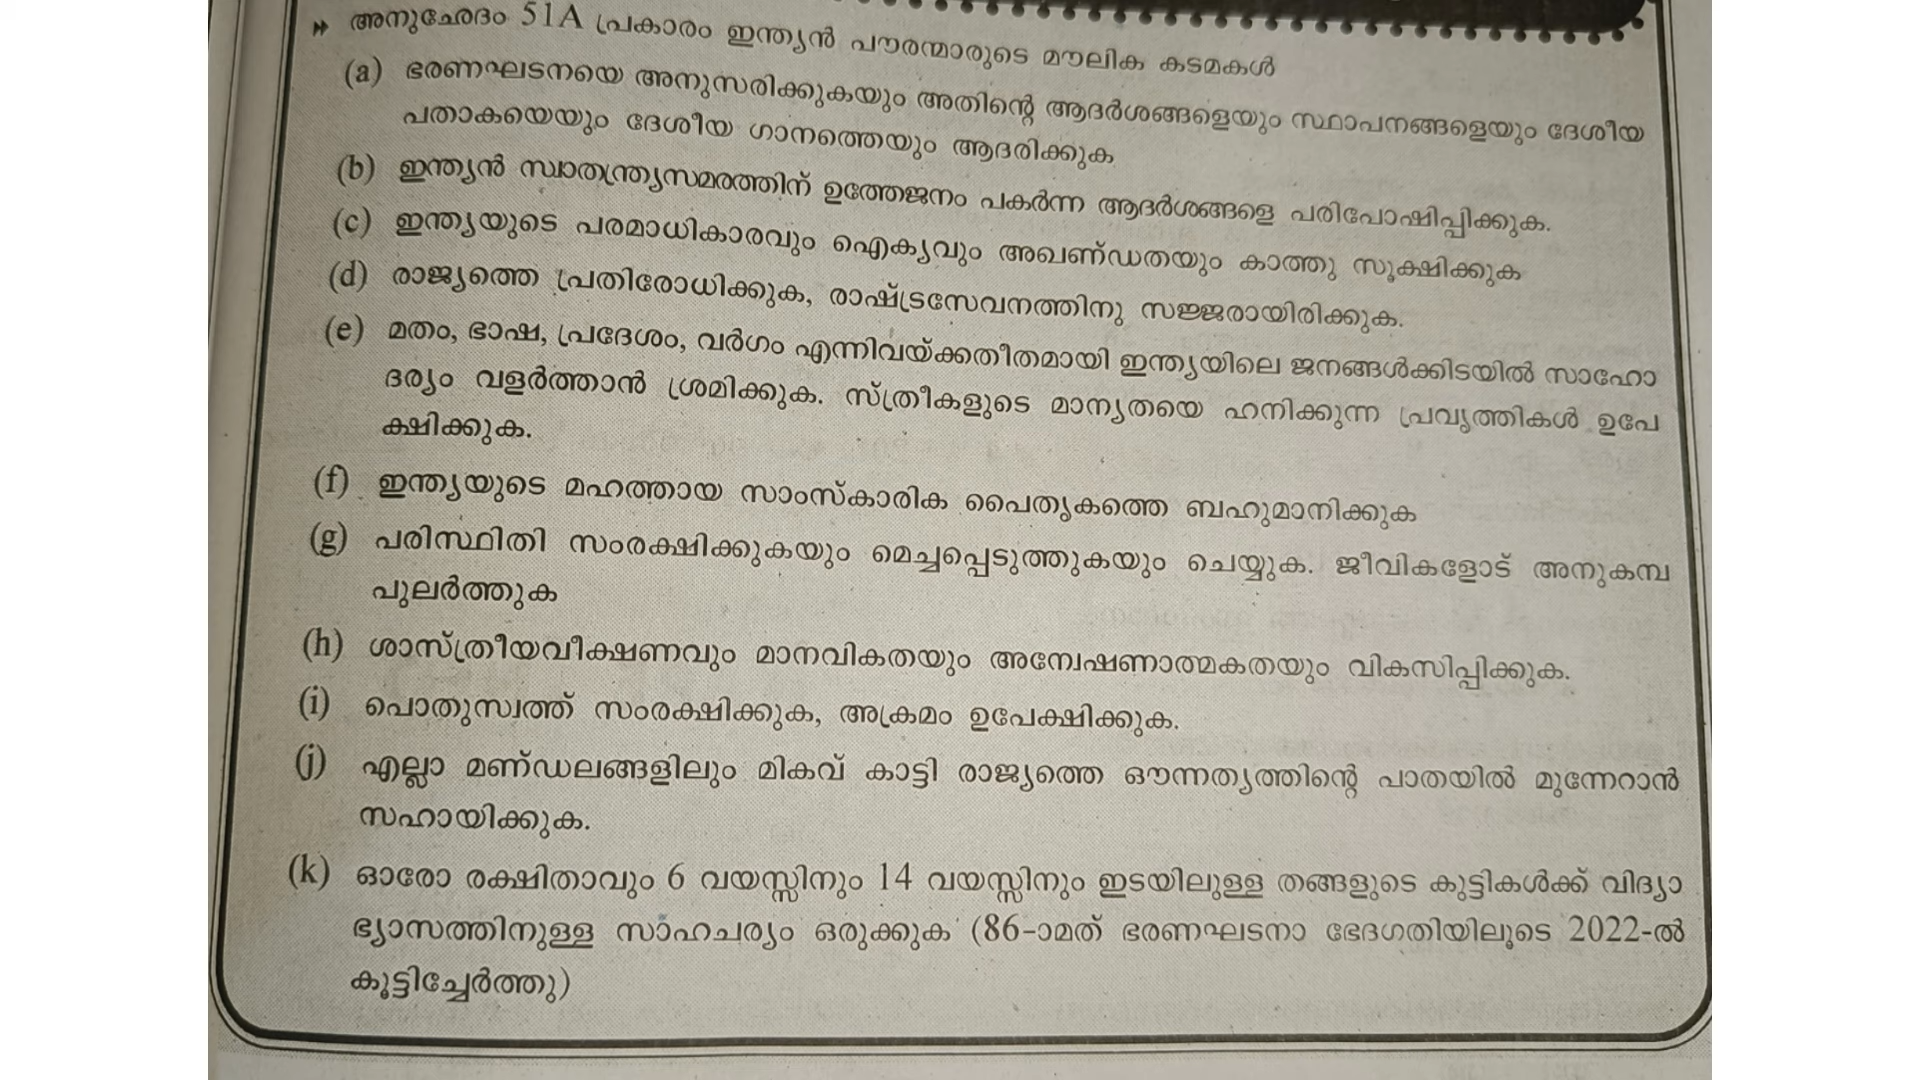 അനുഛേദം 51A പ്രകാരം ഇന്ത്യൻ പൗരന്മാരുടെ മൗലിക കടമകൾ
(a) ഭരണഘടനയെ അനുസരിക്കുകയും അതിന്റെ ആദർശങ്ങളെയും സ്ഥാപനങ്ങളെയും ദേശീയ
പതാകയെയും ദേശീയ ഗാനത്തെയും ആദരിക്കുക
(b) ഇന്ത്യൻ സ്വാതന്ത്ര്യസമരത്തിന് ഉത്തേജനം പകർന്ന ആദർശങ്ങളെ പരിപോഷിപ്പിക്കുക.
(c) ഇന്ത്യയുടെ പരമാധികാരവും ഐക്യവും അഖണ്ഡതയും കാത്തു സൂക്ഷിക്കുക
(d) രാജ്യത്തെ പ്രതിരോധിക്കുക, രാഷ്ട്രസേവനത്തിനു സജ്ജരായിരിക്കുക.
(e) മതം, ഭാഷ, പ്രദേശം, വർഗം എന്നിവയ്ക്കതീതമായി ഇന്ത്യയിലെ ജനങ്ങൾക്കിടയിൽ സാഹോ
ദര്യം വളർത്താൻ ശ്രമിക്കുക. സ്ത്രീകളുടെ മാന്യതയെ ഹനിക്കുന്ന പ്രവൃത്തികൾ ഉപേ
ക്ഷിക്കുക.
(f) ഇന്ത്യയുടെ മഹത്തായ സാംസ്കാരിക പൈതൃകത്തെ ബഹുമാനിക്കുക
(g) പരിസ്ഥിതി സംരക്ഷിക്കുകയും മെച്ചപ്പെടുത്തുകയും ചെയ്യുക. ജീവികളോട് അനുകമ്പ
പുലർത്തുക
(h) ശാസ്ത്രീയവീക്ഷണവും മാനവികതയും അന്വേഷണാത്മകതയും വികസിപ്പിക്കുക.
(i) പൊതുസ്വത്ത് സംരക്ഷിക്കുക, അക്രമം ഉപേക്ഷിക്കുക.
(j) എല്ലാ മണ്ഡലങ്ങളിലും മികവ് കാട്ടി രാജ്യത്തെ ഔന്നത്യത്തിന്റെ പാതയിൽ മുന്നേറാൻ
സഹായിക്കുക.
(k) ഓരോ രക്ഷിതാവും 6 വയസ്സിനും 14 വയസ്സിനും ഇടയിലുള്ള തങ്ങളുടെ കുട്ടികൾക്ക് വിദ്യാ
ഭ്യാസത്തിനുള്ള സാഹചര്യം ഒരുക്കുക (86-ാമത് ഭരണഘടനാ ഭേദഗതിയിലൂടെ 2022-ൽ
കൂട്ടിച്ചേർത്തു)